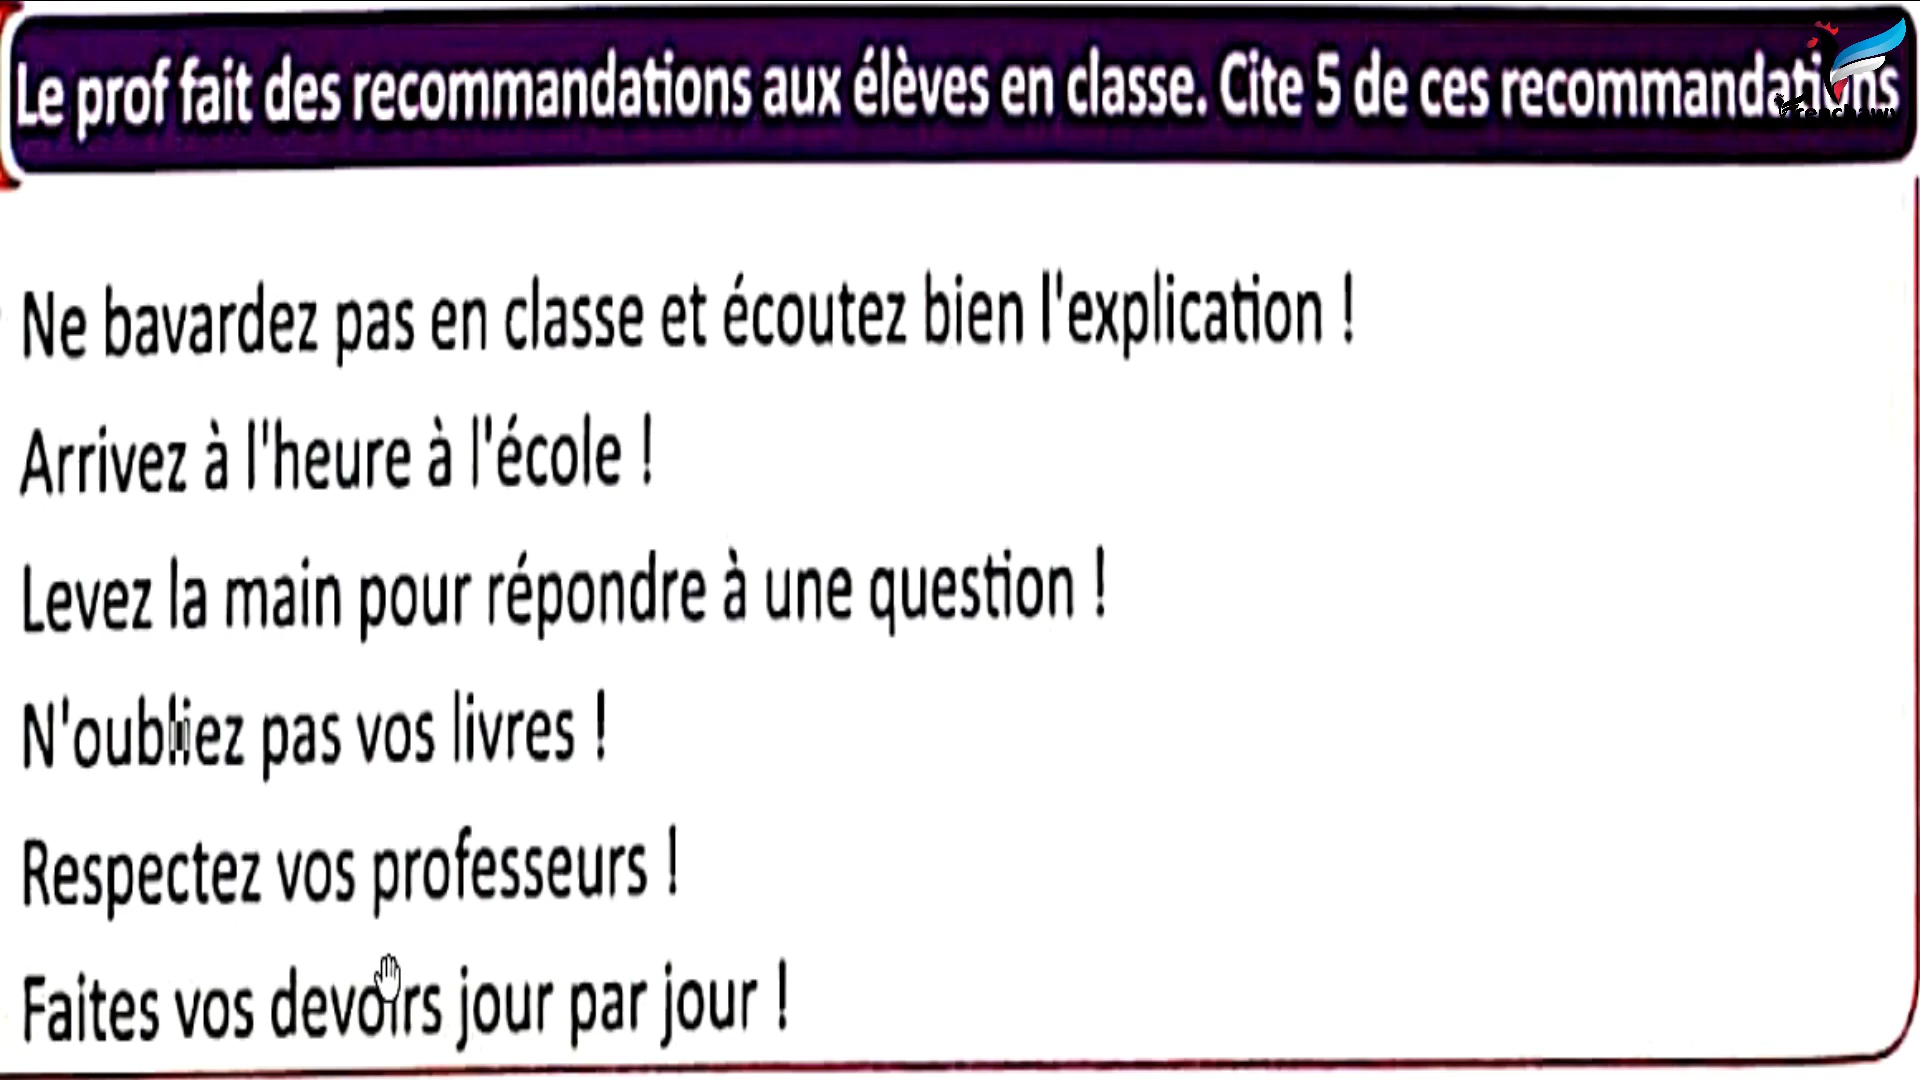 Le prof fait des recommandations aux élèves en classe. Cite 5 de ces recommandations
Ne bavardez pas en classe et écoutez bien l'explication !
Arrivez à l'heure à l'école !
Levez la main pour répondre à une question !
N'oubliez pas vos livres !
Respectez vos professeurs !
Faites vos devoirs jour par jour !